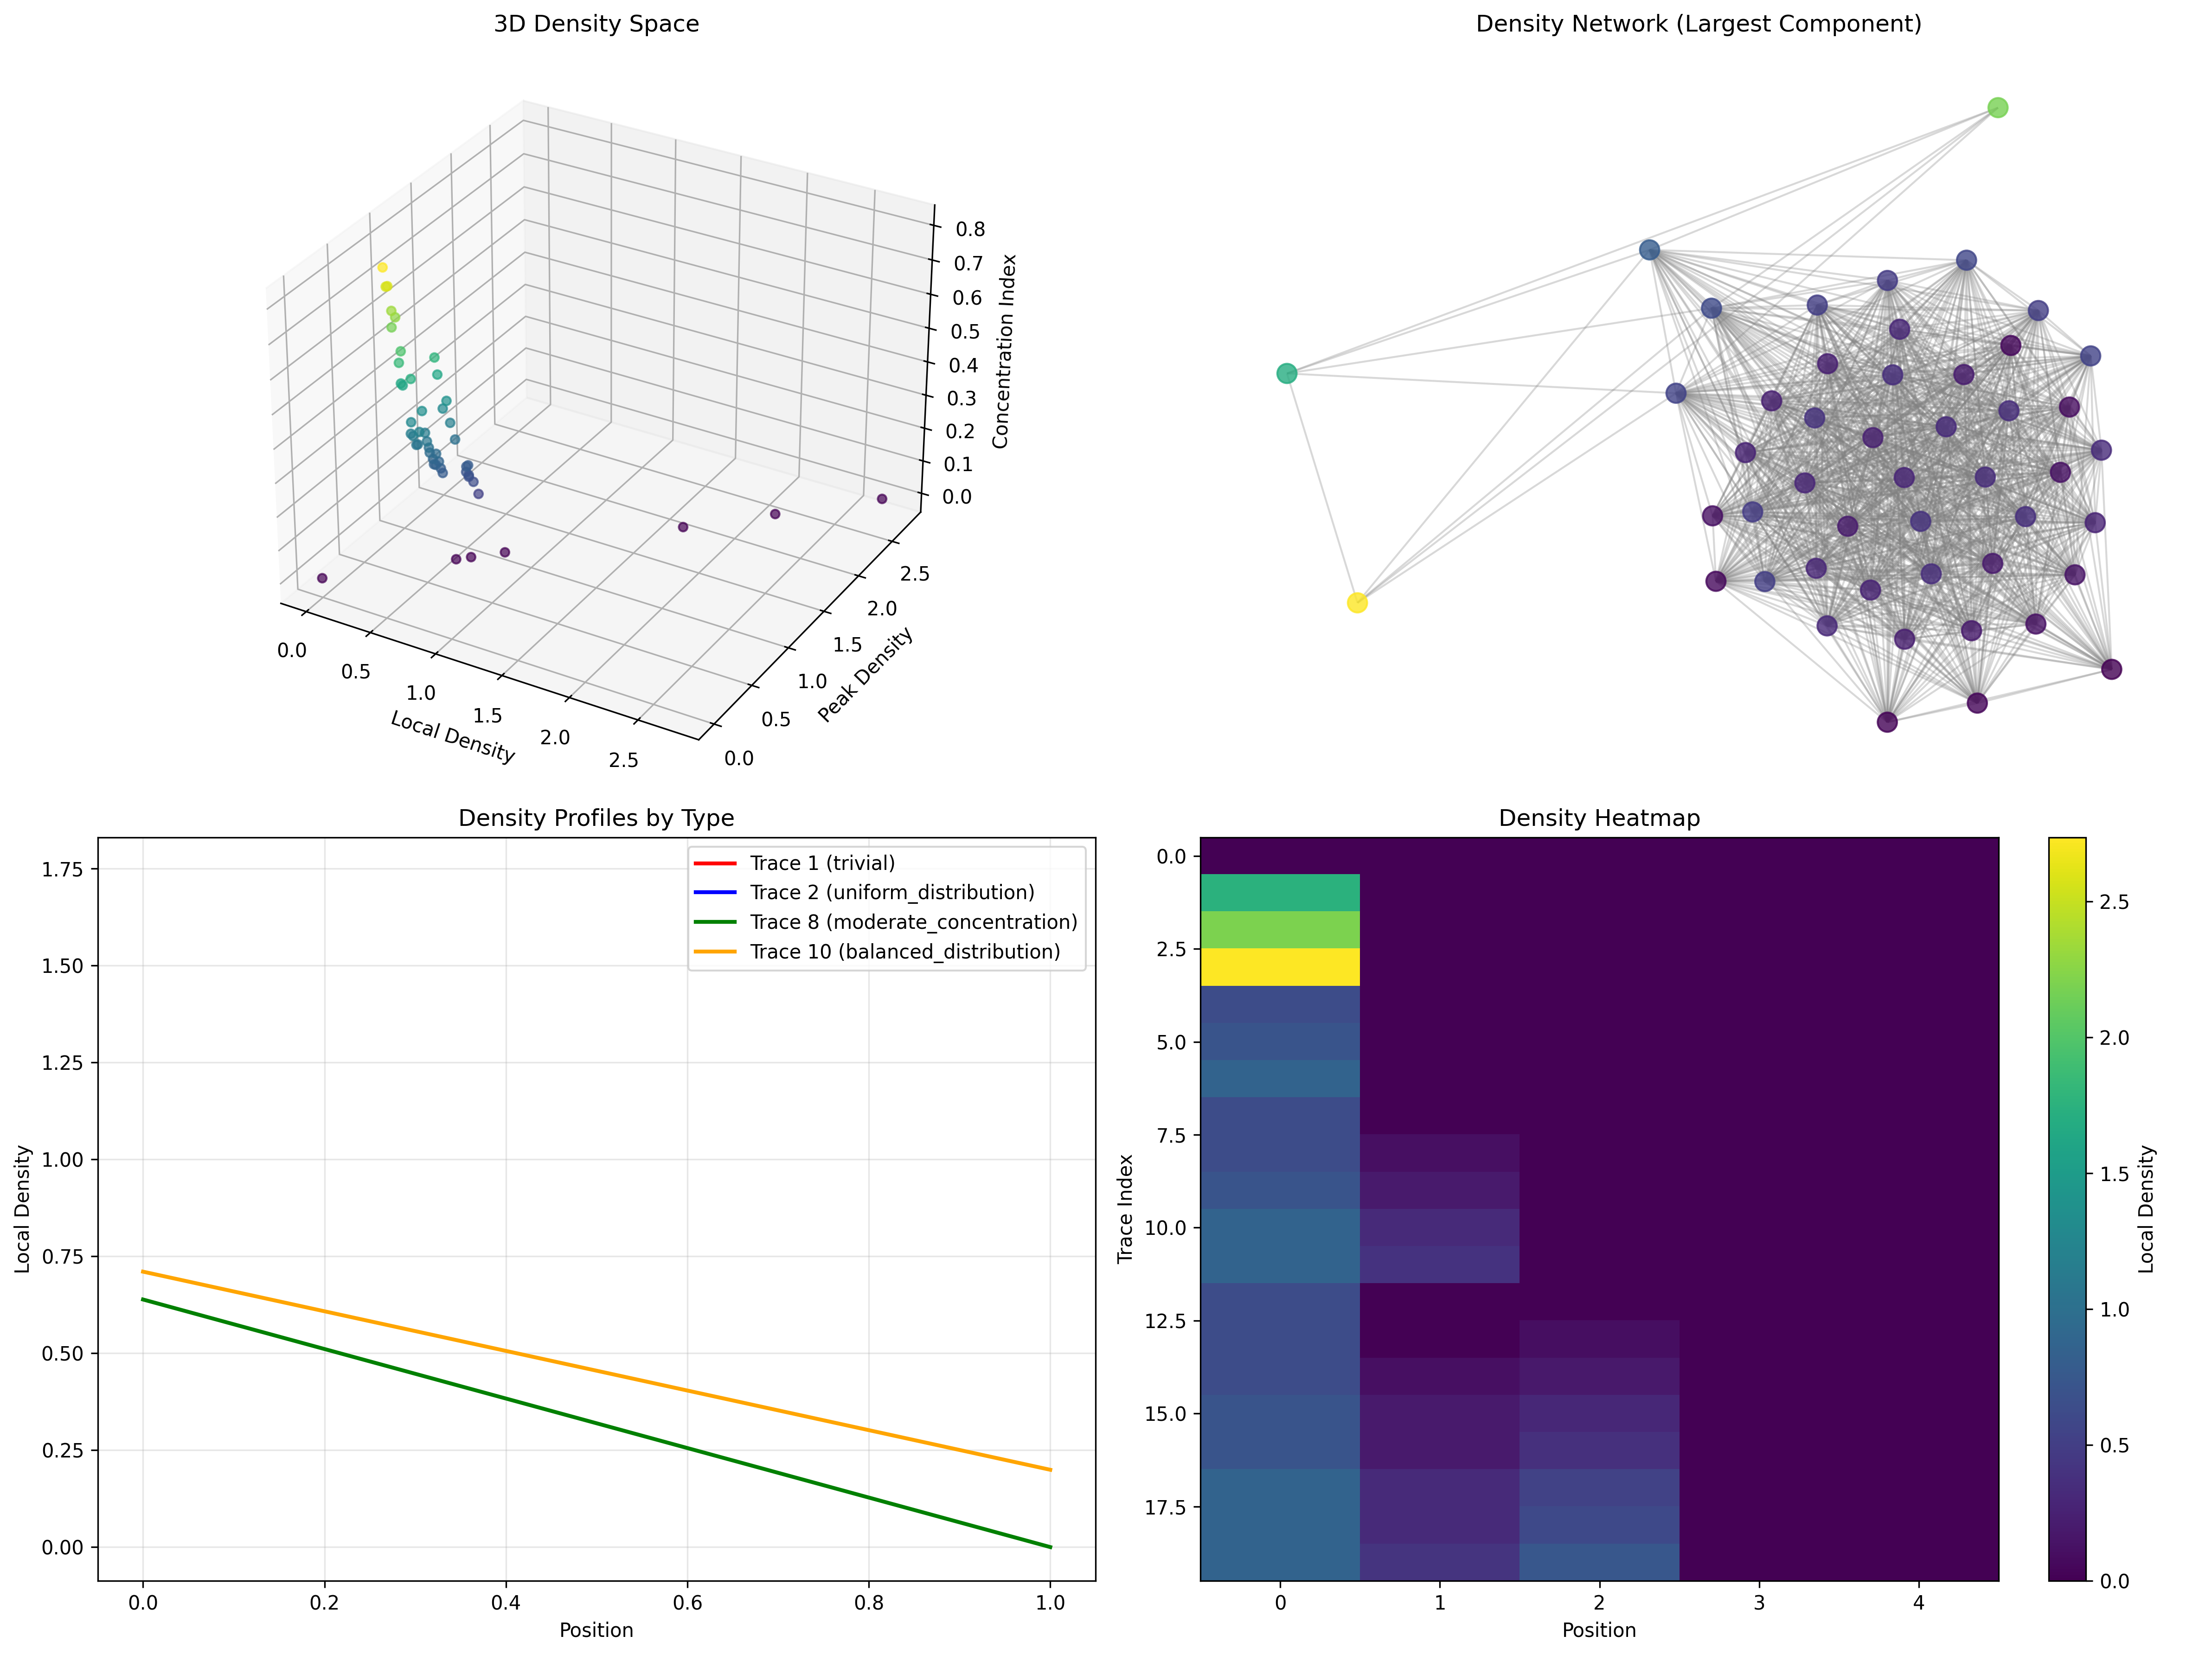 3D Density Space
0.8
0.7
0.6
0.5
0.4
0.3
0.2
0.1
0.0
Concentration Index
0.0
0.5
1.0
1.5
2.0
2.5
Local Density
0.0
0.5
1.0
1.5
2.0
2.5
Peak Density
Density Network (Largest Component)
Density Profiles by Type
Trace 1 (trivial)
Trace 2 (uniform_distribution)
Trace 8 (moderate_concentration)
Trace 10 (balanced_distribution)
1.75
1.50
1.25
1.00
0.75
0.50
0.25
0.00
Local Density
0.0 0.2 0.4 0.6 0.8 1.0
Position
Density Heatmap
0.0
2.5
5.0
7.5
10.0
12.5
15.0
17.5
Trace Index
0 1 2 3 4
Position
2.5
2.0
1.5
1.0
0.5
0.0
Local Density